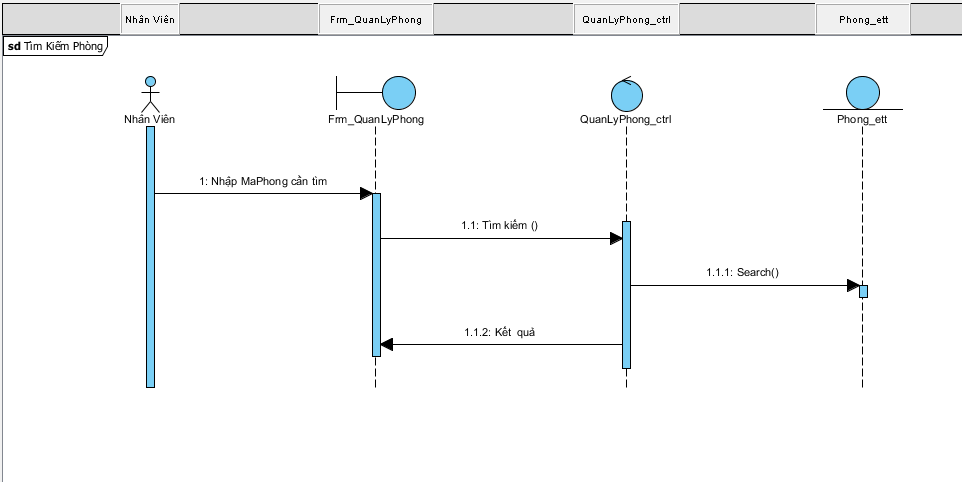 Nhân Viên
Frm_QuanLyPhong
QuanLyPhong_ctrl
Phong_ett
sd Tìm Kiếm Phòng
Nhân Viên
Frm_QuanLyPhong
QuanLyPhong_ctrl
Phong_ett
1: Nhập MaPhong cần tìm
1.1: Tìm kiếm ()
1.1.1: Search()
1.1.2: Kết quả